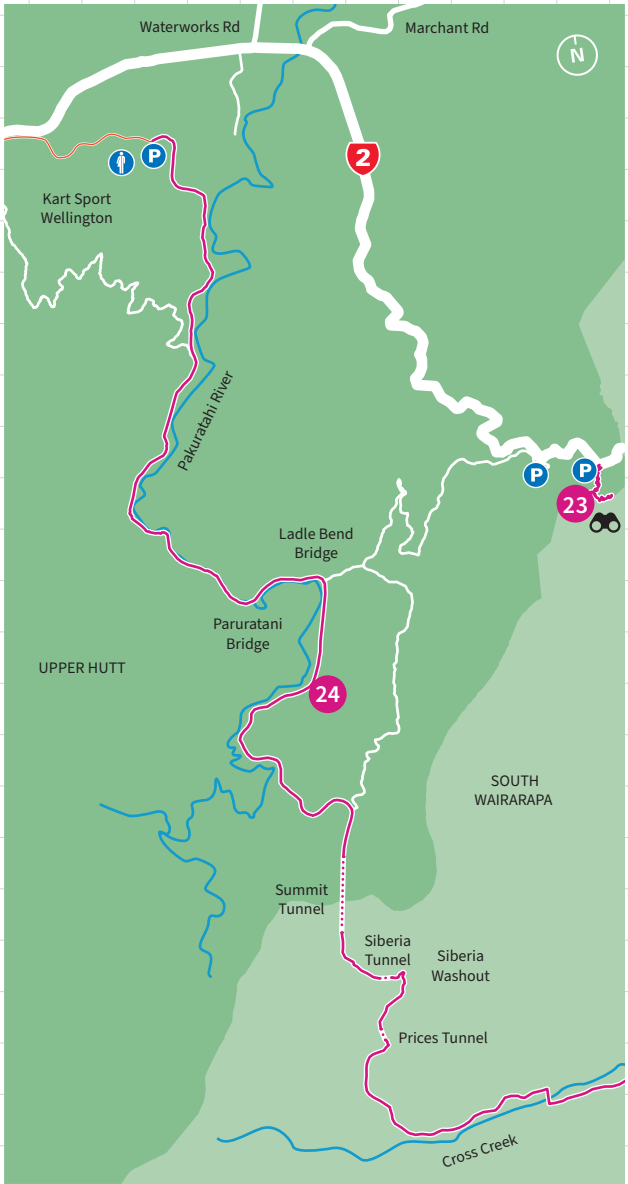 Waterworks Rd
Marchant Rd
N
2
P
Kart Sport
Wellington
Pakuratahi River
P
P
23
Ladle Bend
Bridge
Paruratani
Bridge
UPPER HUTT
24
SOUTH
WAIRARAPA
Summit
Tunnel
Siberia
Tunnel
Siberia
Washout
Prices Tunnel
Cross Creek